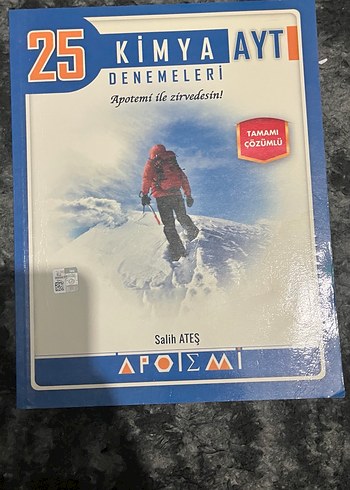 25 KİMYA AYT
DENEMELERİ
Apotemi ile zirvedesin!
TAMAMI
ÇÖZÜMLÜ
Salih ATEŞ
APOTEMİ